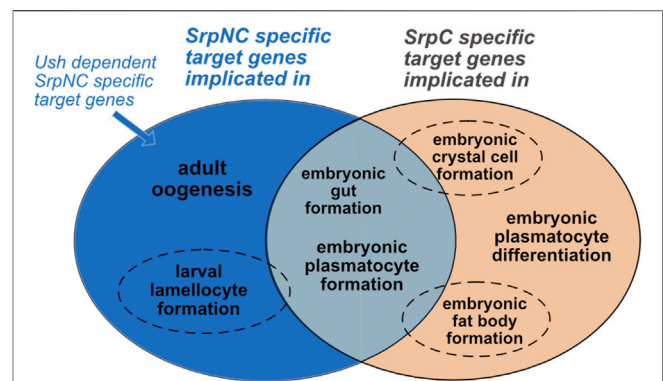 Ush dependent
SrpNC specific
target genes
SrpNC specific
target genes
implicated in
SrpC specific
target genes
implicated in
adult
oogenesis
larval
lamellocyte
formation
embryonic
gut
formation
embryonic
plasmatocyte
formation
embryonic
crystal cell
formation
embryonic
plasmatocyte
differentiation
embryonic
fat body
formation